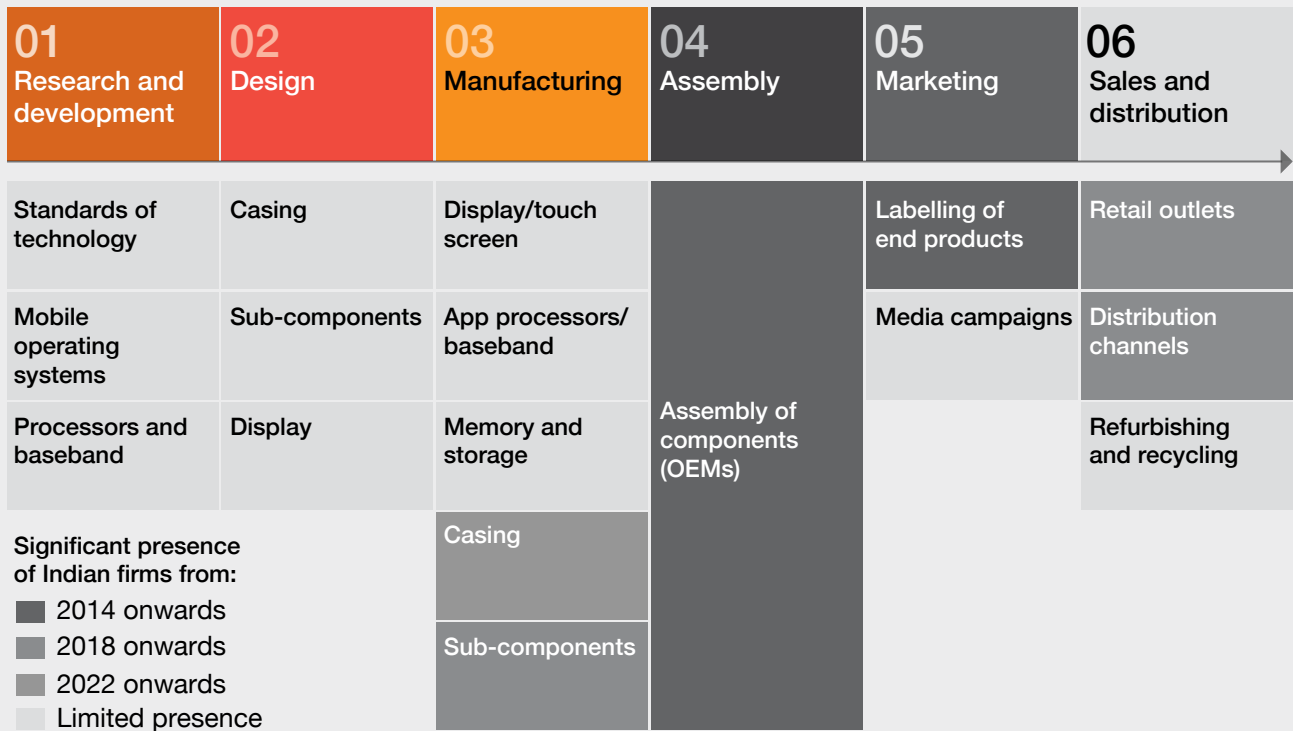 01
Research and
development
02
Design
03
Manufacturing
04
Assembly
05
Marketing
06
Sales and
distribution
Standards of
technology
Mobile
operating
systems
Processors and
baseband
Casing
Sub-components
Display
Display/touch
screen
App processors/
baseband
Memory and
storage
Casing
Sub-components
Assembly of
components
(OEMs)
Labelling of
end products
Media campaigns
Retail outlets
Distribution
channels
Refurbishing
and recycling
Significant presence
of Indian firms from:
2014 onwards
2018 onwards
2022 onwards
Limited presence